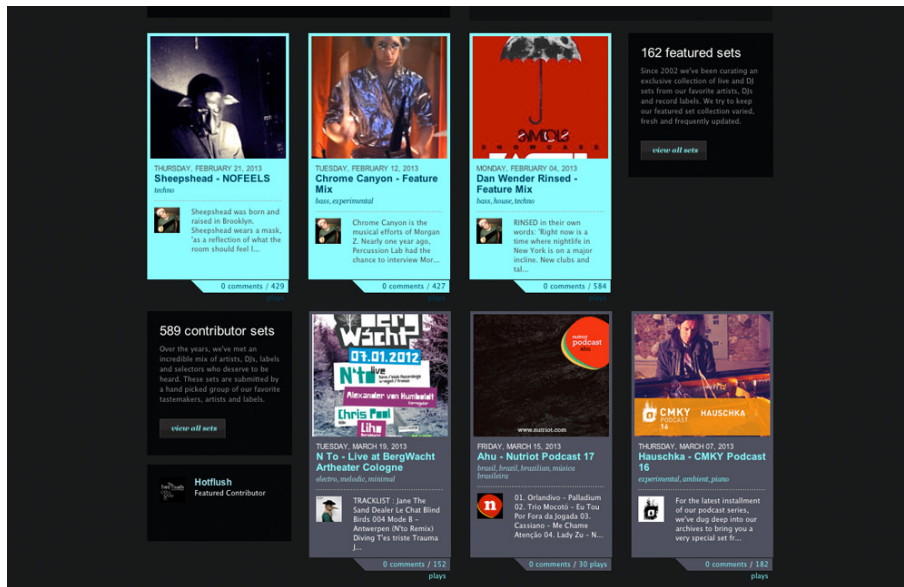 SYMBOLS
SHOWCASE
THURSDAY, FEBRUARY 21, 2013
Sheepshead - NOFEELS
techno
Sheepshead was born and
raised in Brooklyn.
Sheepshead wears a mask,
'as a reflection of what the
room should feel l...
0 comments / 429
plays
TUESDAY, FEBRUARY 12, 2013
Chrome Canyon - Feature
Mix
bass, experimental
Chrome Canyon is the
musical efforts of Morgan
Z. Nearly one year ago,
Percussion Lab had the
chance to interview Mor...
0 comments / 427
plays
MONDAY, FEBRUARY 04, 2013
Dan Wender Rinsed -
Feature Mix
bass, house, techno
RINSED in their own
words: 'Right now is a
time where nightlife in
New York is on a major
incline. New clubs and
tal...
0 comments / 584
plays
162 featured sets
Since 2002 we've been curating an
exclusive collection of live and DJ
sets from our favorite artists, DJs
and record labels. We try to keep
our featured set collection varied,
fresh and frequently updated.
view all sets
589 contributor sets
Over the years, we've met an
incredible mix of artists, DJs, labels
and selectors who deserve to be
heard. These sets are submitted by
a hand picked group of our favorite
tastemakers, artists and labels.
view all sets
Hotflush
Featured Contributor
Wacht
07.01.2012
N'to live
Alexander von Humboldt
Chris Pool
Liho
TUESDAY, MARCH 19, 2013
N To - Live at BergWacht
Artheater Cologne
electro, melodic, minimal
TRACKLIST : Jane The
Sand Dealer Le Chat Blind
Birds 004 Mode B -
Antwerpen (N'to Remix)
Diving T'es triste Trauma
J...
0 comments / 152
plays
nutriot
podcast
www.nutriot.com
FRIDAY, MARCH 15, 2013
Ahu - Nutriot Podcast 17
brasil, brazil, brazilian, música
brasileira
n
01. Orlandivo - Palladium
02. Trio Mocotó - Eu Tou
Por Fora da Jogada 03.
Cassiano - Me Chame
Atenção 04. Lady Zu - N...
0 comments / 30 plays
CMKY
PODCAST
16
HAUSCHKA
THURSDAY, MARCH 07, 2013
Hauschka - CMKY Podcast
16
experimental, ambient, piano
For the latest installment
of our podcast series,
we've dug deep into our
archives to bring you a
very special set fr...
0 comments / 182
plays